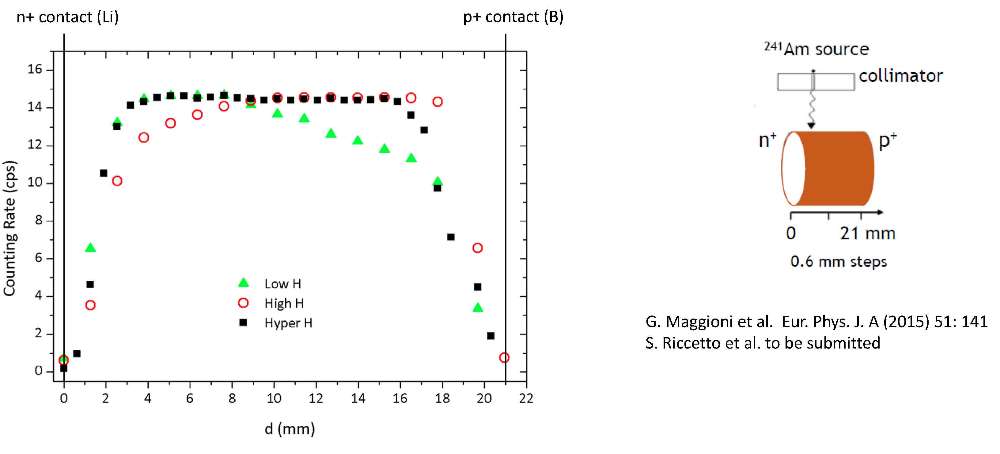 n+ contact (Li)
p+ contact (B)
Counting Rate (cps)
16
14
12
10
8
6
4
2
0
Low H
High H
Hyper H
0 2 4 6 8 10 12 14 16 18 20 22
d (mm)
²⁴¹Am source
collimator
n⁺
p⁺
0 21 mm
0.6 mm steps
G. Maggioni et al. Eur. Phys. J. A (2015) 51: 141
S. Riccetto et al. to be submitted